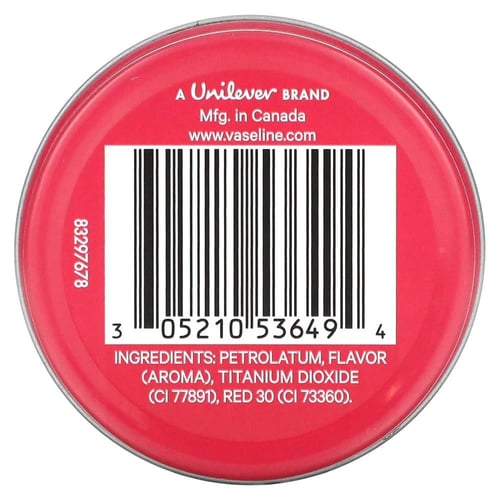 A Unilever BRAND
Mfg. in Canada
www.vaseline.com
83297678
3 05210 53649 4
INGREDIENTS: PETROLATUM, FLAVOR
(AROMA), TITANIUM DIOXIDE
(CI 77891), RED 30 (CI 73360).